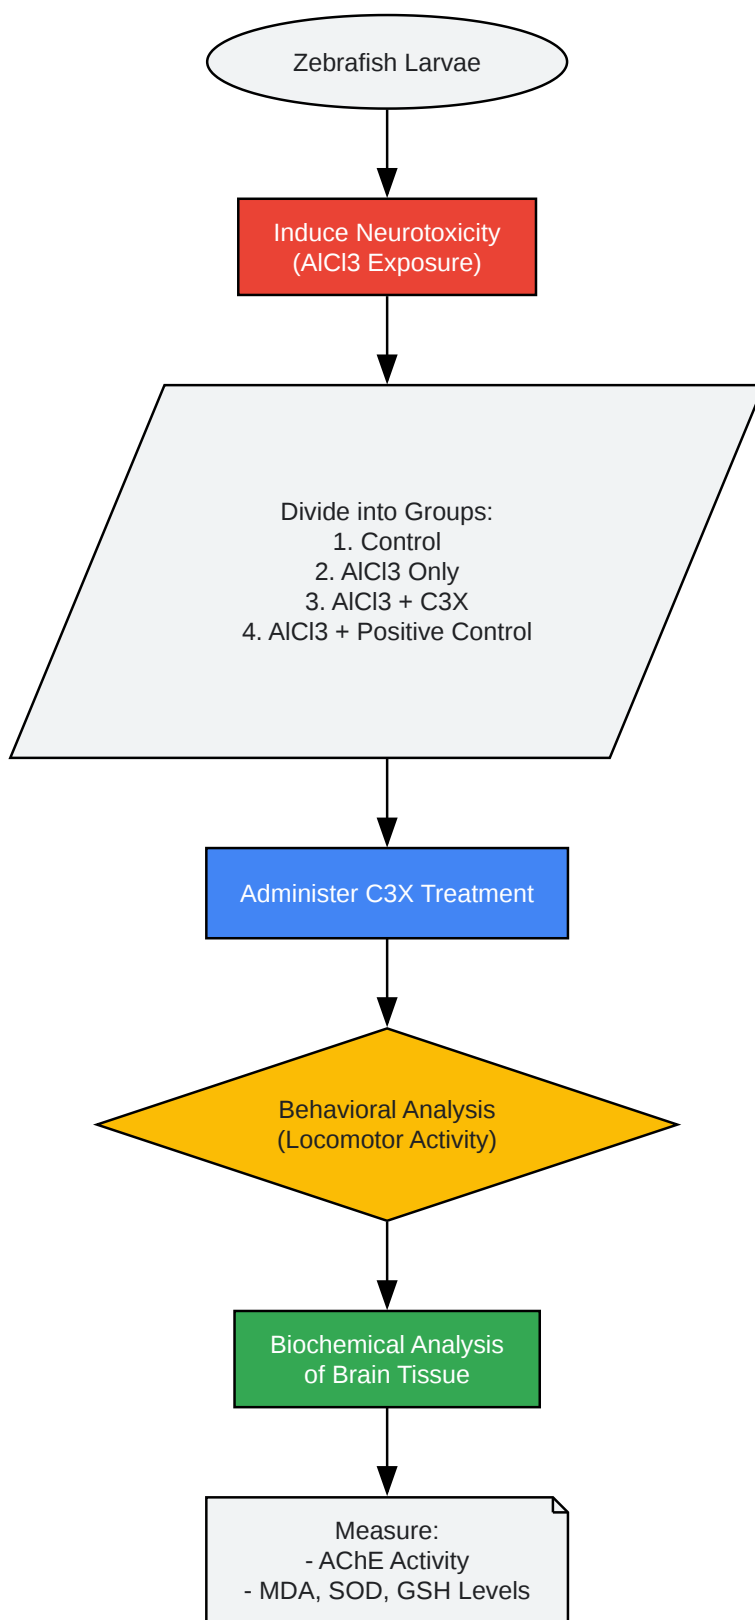 Zebrafish Larvae
Induce Neurotoxicity
(AlCl3 Exposure)
Divide into Groups:
1. Control
2. AlCl3 Only
3. AlCl3 + C3X
4. AlCl3 + Positive Control
Administer C3X Treatment
Behavioral Analysis
(Locomotor Activity)
Biochemical Analysis
of Brain Tissue
Measure:
- AChE Activity
- MDA, SOD, GSH Levels